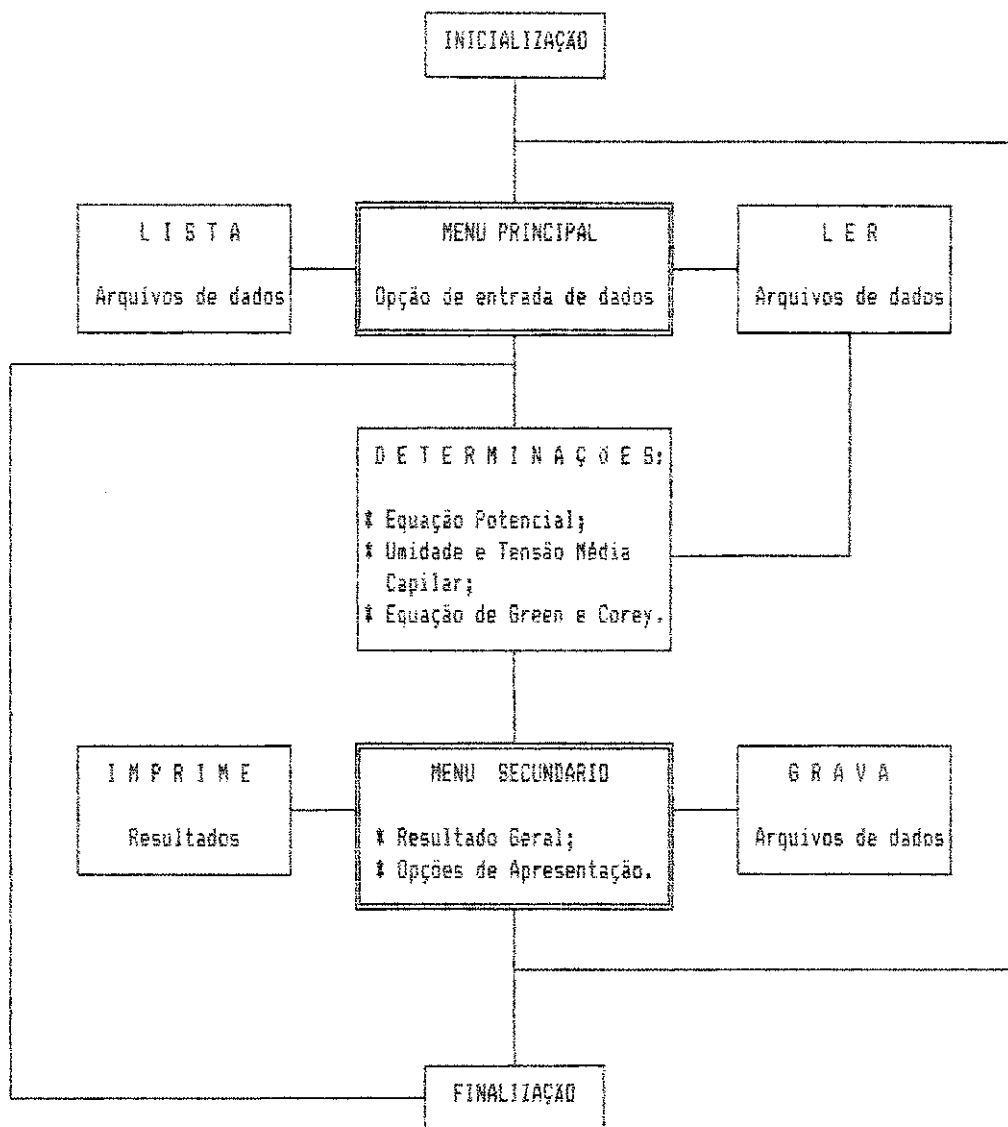 INICIALIZAÇÃO
L I S T A
Arquivos de dados
MENU PRINCIPAL
Opção de entrada de dados
L E R
Arquivos de dados
D E T E R M I N A Ç O E S:
* Equação Potencial;
* Umidade e Tensão Média
Capilar;
* Equação de Green e Corey.
I M P R I M E
Resultados
MENU SECUNDARIO
* Resultado Geral;
* Opções de Apresentação.
G R A V A
Arquivos de dados
FINALIZAÇÃO